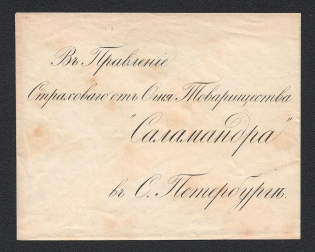 Въ Правленіе
Страховаго отъ Огня Товарищества
"Саламандра"
въ С. Петербургѣ.